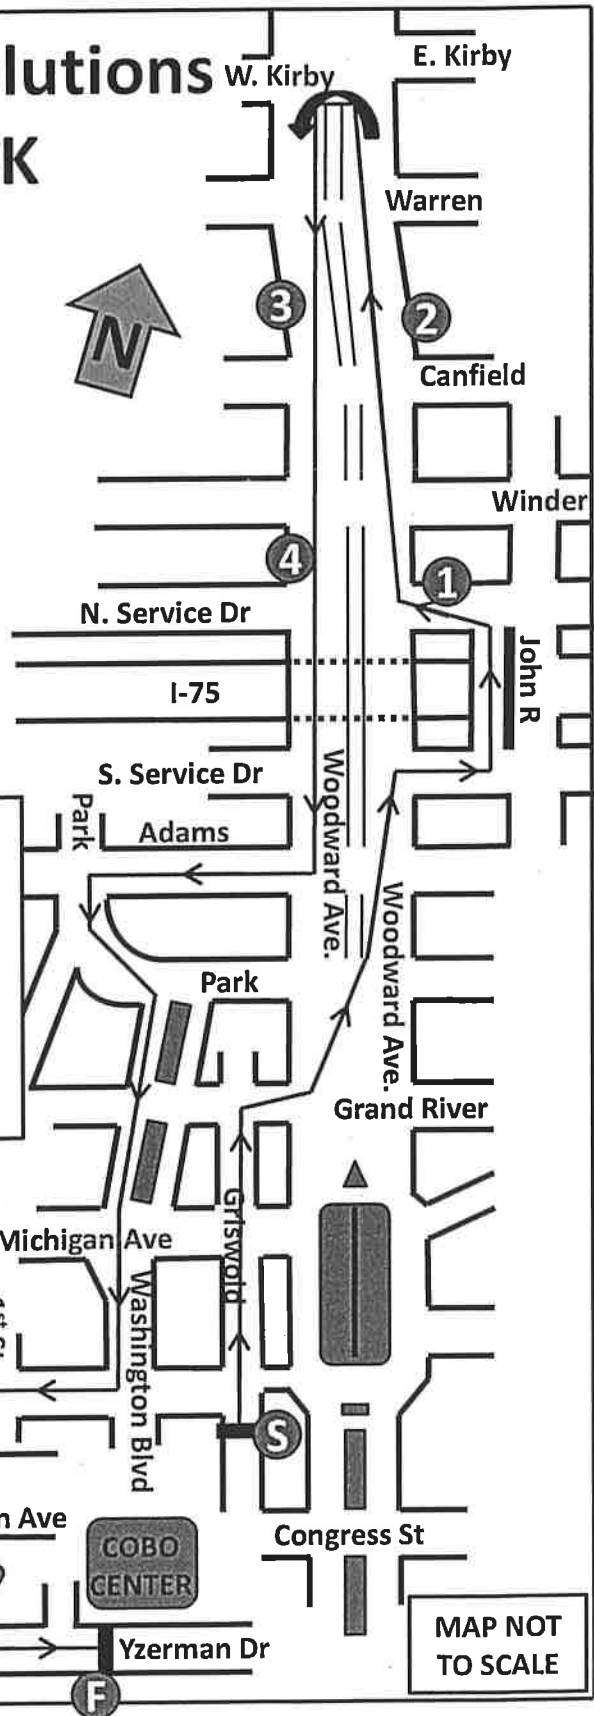 lutions
W. Kirby
E. Kirby
K
Warren
3
2
N
Canfield
Winder
4
1
N. Service Dr
John R
I-75
S. Service Dr
Woodward Ave.
Park
Adams
Woodward Ave.
Park
Grand River
Griswold
Michigan Ave
Washington Blvd
S
n Ave
Congress St
COBO
CENTER
MAP NOT
TO SCALE
Yzerman Dr
F